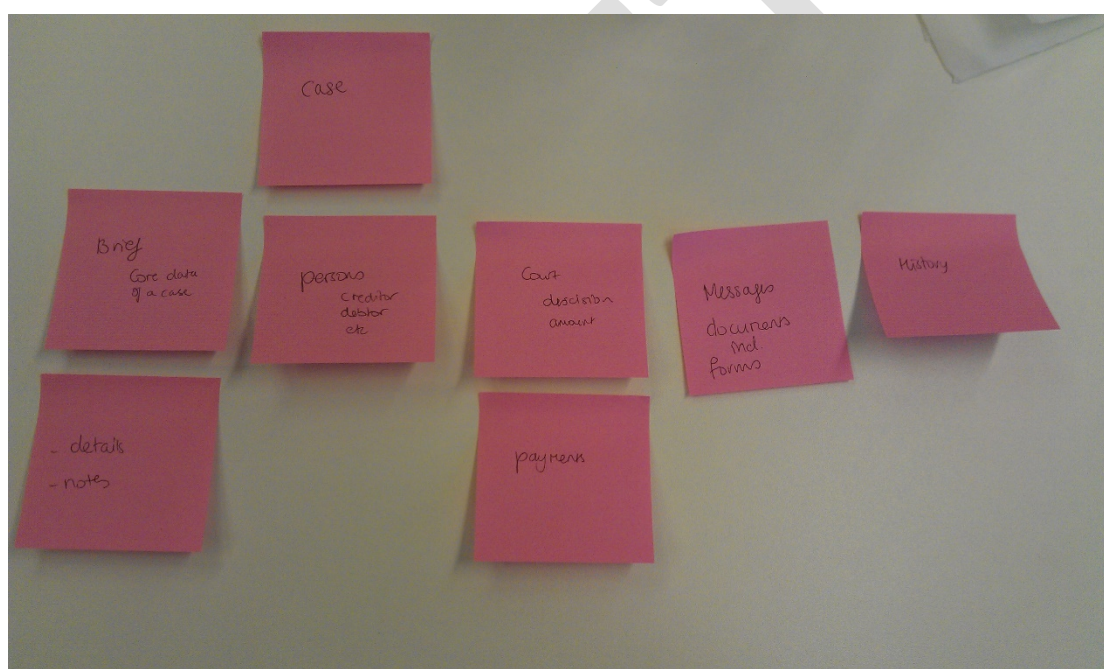 Case
Brief
Core data
of a case
persons
creditor
debtor
etc
Court
descision
amount
Messages
documents
incl
forms
History
- details
- notes
payments